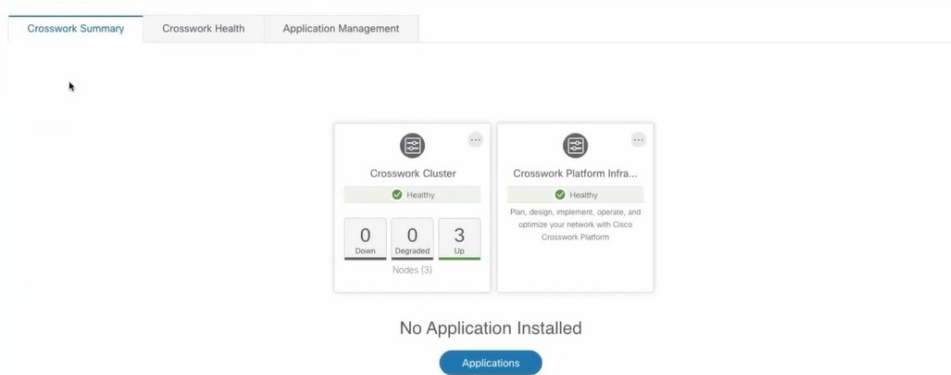 Crosswork Summary
Crosswork Health
Application Management
Crosswork Cluster
Healthy
0
Down
0
Degraded
3
Up
Nodes (3)
Crosswork Platform Infra...
Healthy
Plan, design, implement, operate, and
optimize your network with Cisco
Crosswork Platform
No Application Installed
Applications